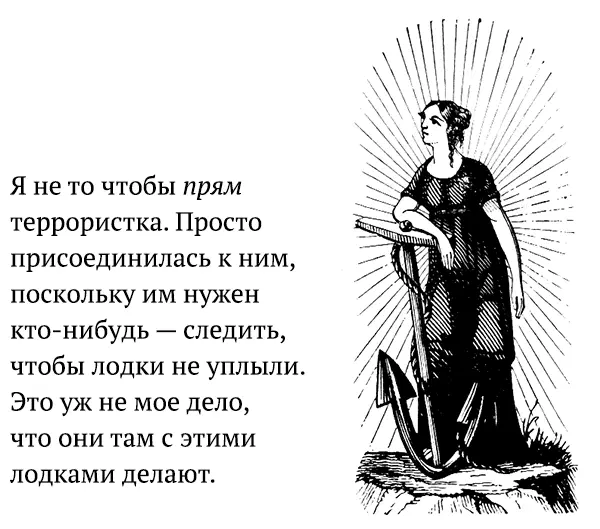 Я не то чтобы прям
террористка. Просто
присоединилась к ним,
поскольку им нужен
кто-нибудь — следить,
чтобы лодки не уплыли.
Это уж не мое дело,
что они там с этими
лодками делают.